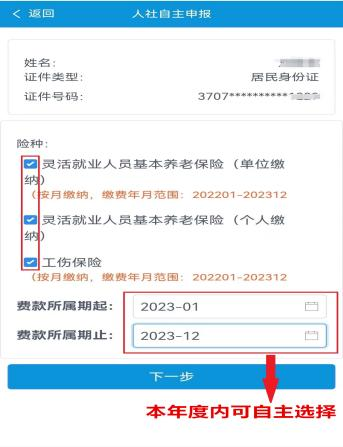 < 返回 人社自主申报
姓名:
证件类型: 居民身份证
证件号码: 3707**********
险种:
灵活就业人员基本养老保险（单位缴
纳）
（按月缴纳，缴费年月范围：202201-202312
灵活就业人员基本养老保险（个人缴
纳）
工伤保险
（按月缴纳，缴费年月范围：202201-202312
费款所属期起: 2023-01
费款所属期止: 2023-12
下一步
本年度内可自主选择